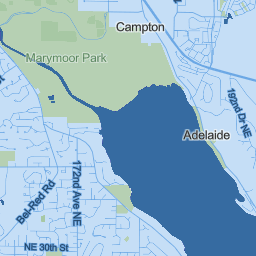 Campton
Marymoor Park
192nd Dr NE
Adelaide
172nd Ave NE
Bel-Red Rd
NE 30th St